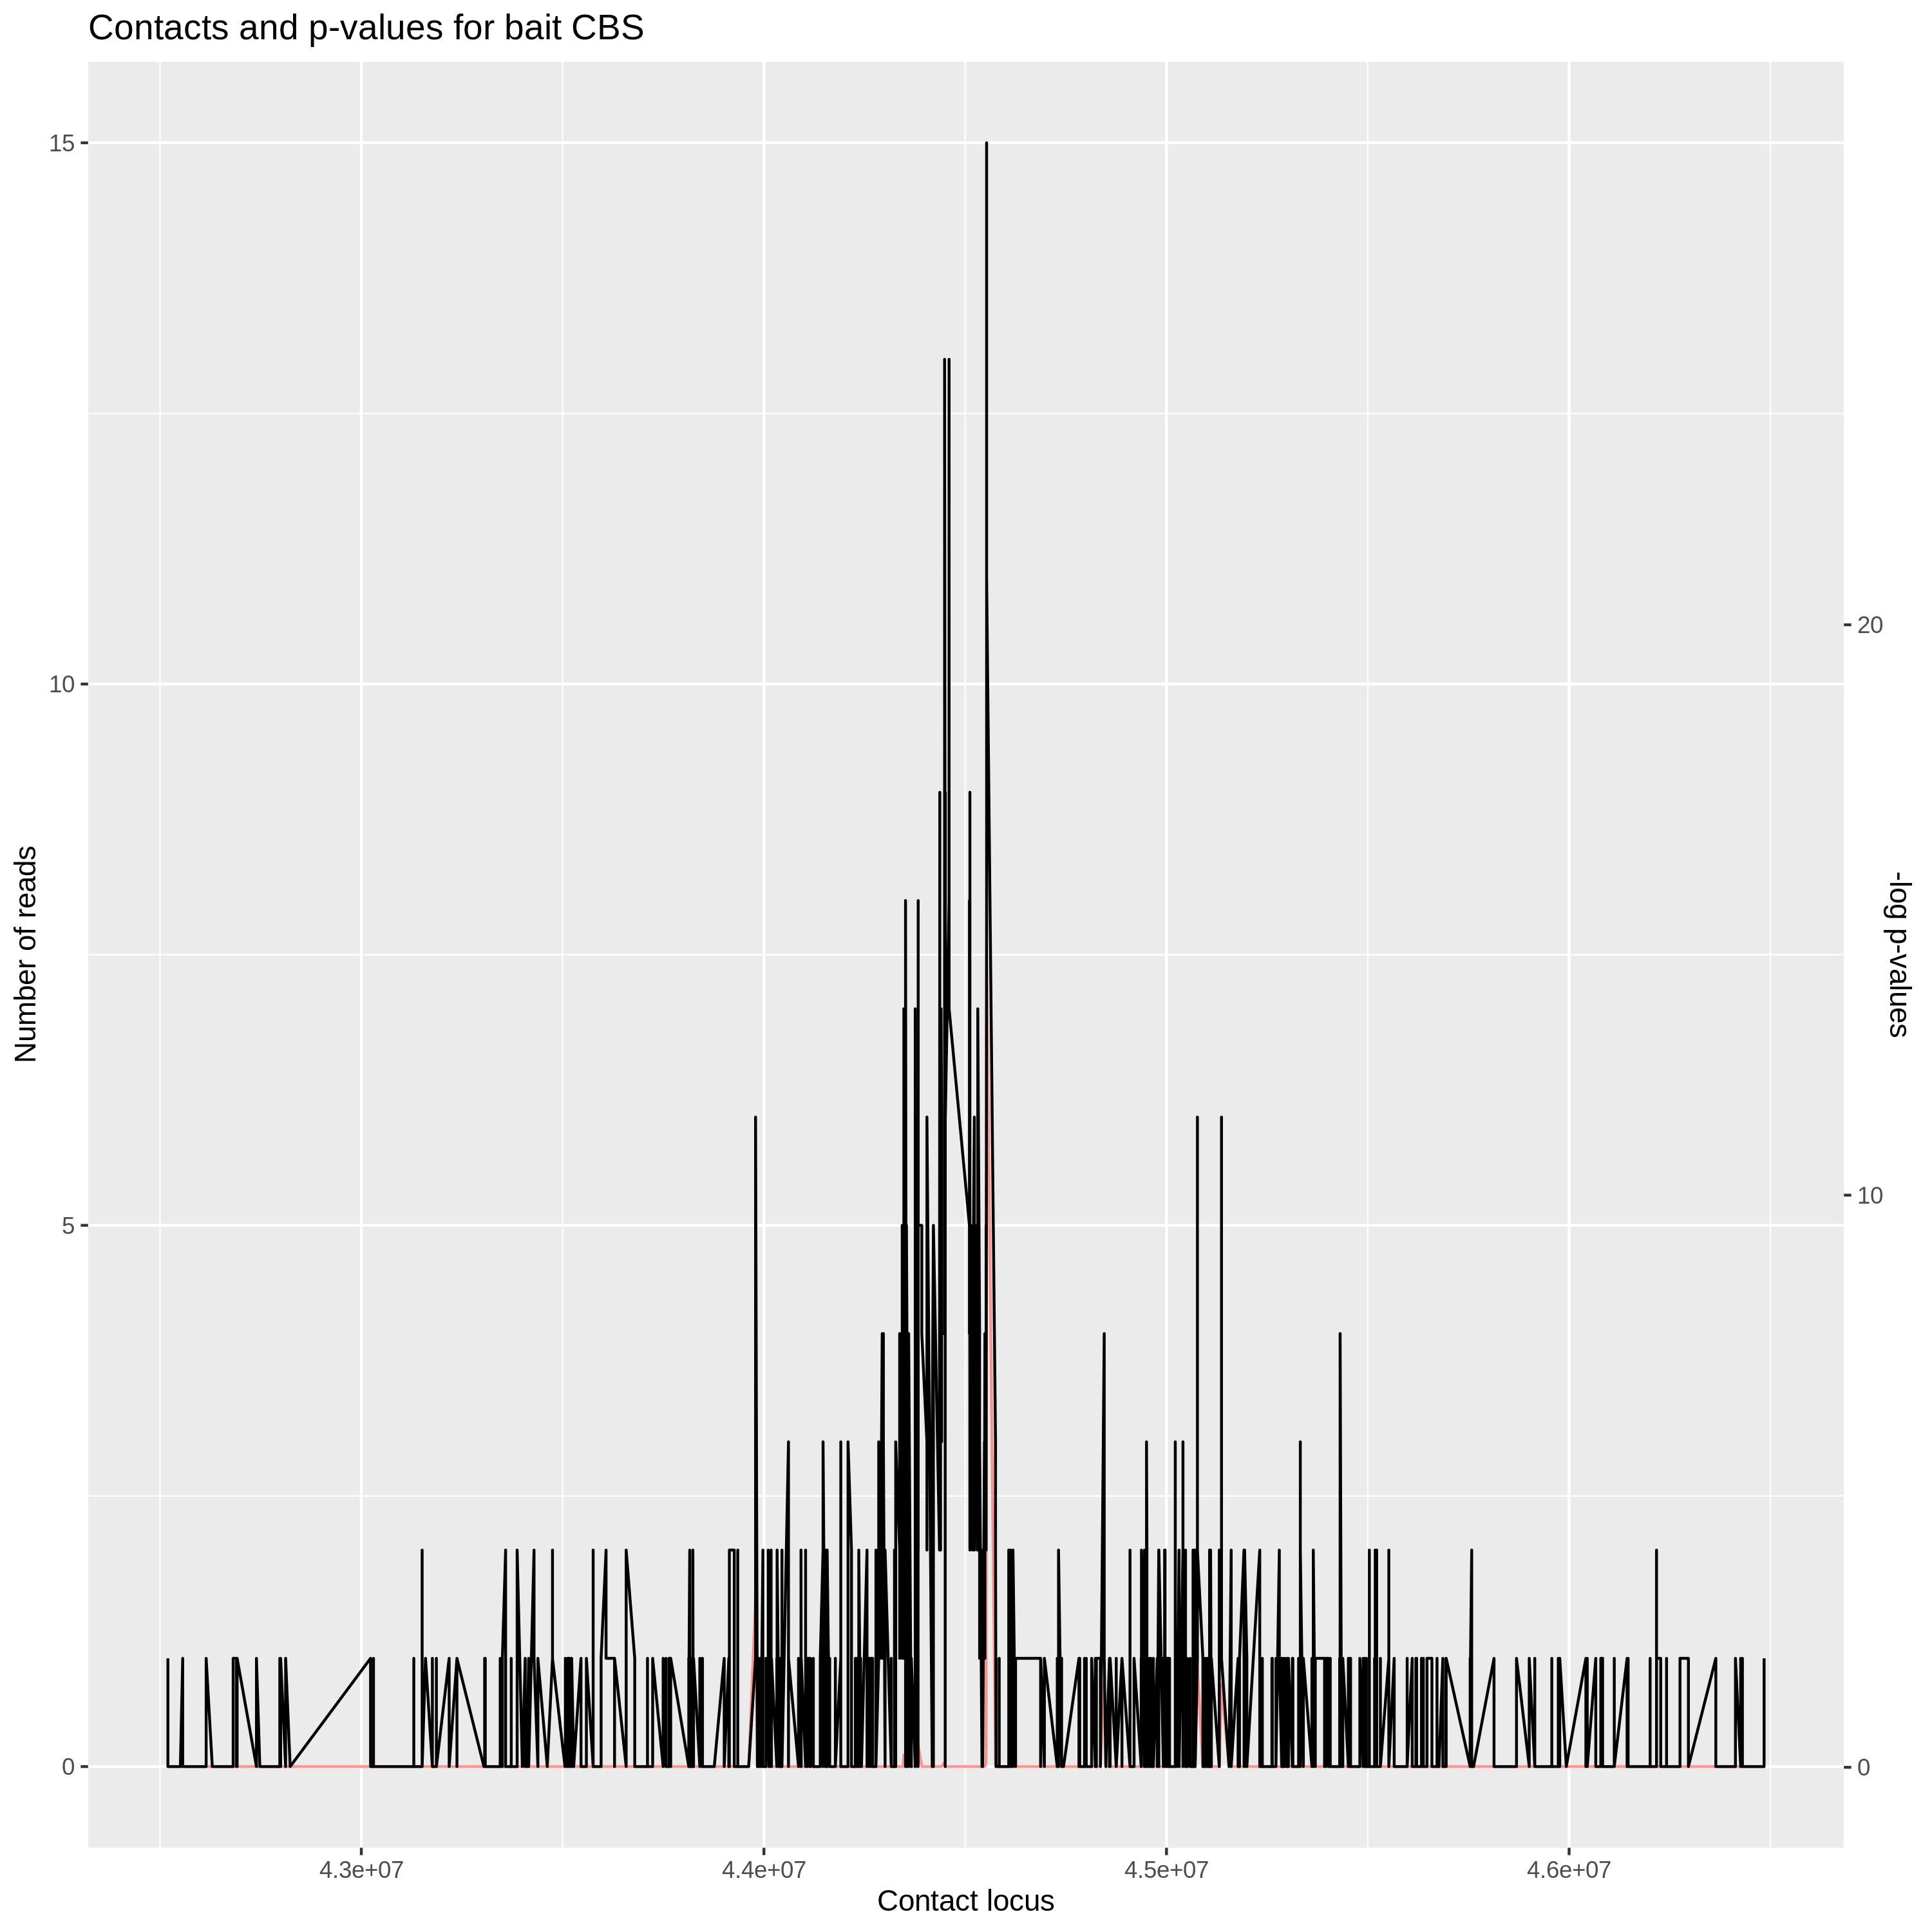 Contacts and p-values for bait CBS
15
10
5
0
Number of reads
20
10
0
-log p-values
4.3e+07
4.4e+07
4.5e+07
4.6e+07
Contact locus